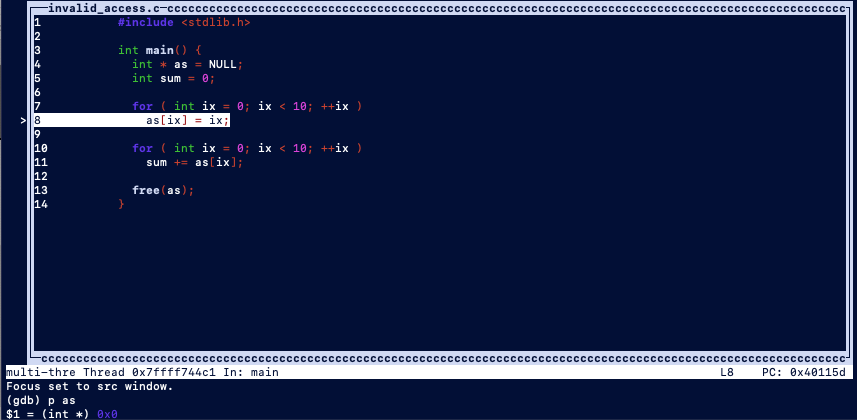 invalid_access.c
1 #include <stdlib.h>
2
3 int main() {
4 int * as = NULL;
5 int sum = 0;
6
7 for ( int ix = 0; ix < 10; ++ix )
>8 as[ix] = ix;
9
10 for ( int ix = 0; ix < 10; ++ix )
11 sum += as[ix];
12
13 free(as);
14 }
multi-thre Thread 0x7ffff744c1 In: main L8 PC: 0x40115d
Focus set to src window.
(gdb) p as
$1 = (int *) 0x0